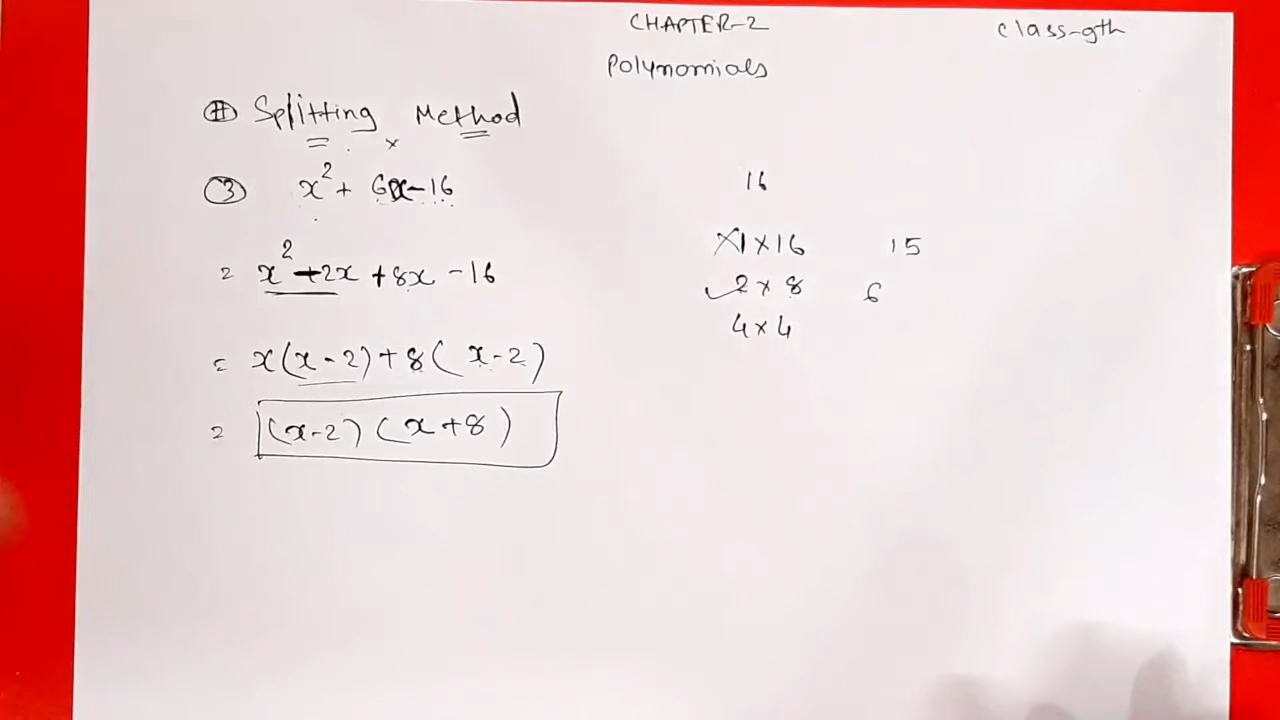 CHAPTER-2
Class-9th
Polynomials
# Splitting Method
③ x² + 6x-16
= x² -2x +8x -16
= x(x-2)+8(x-2)
= (x-2) (x+8)
16
×1×16 15
✓2×8 6
4×4